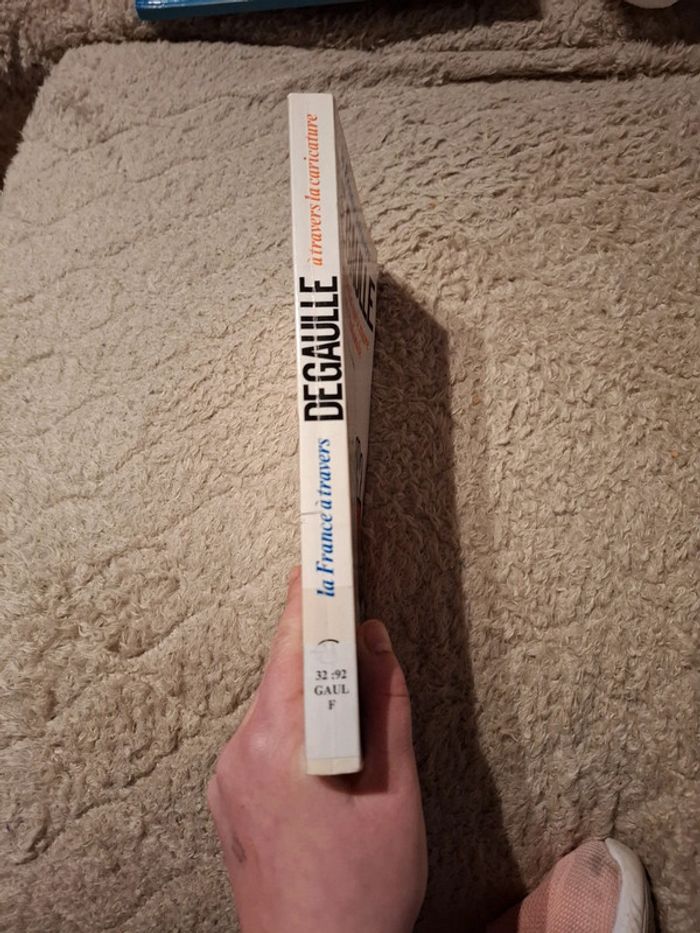 la France à travers
DEGAULLE
à travers la caricature
32 :92
GAUL
F